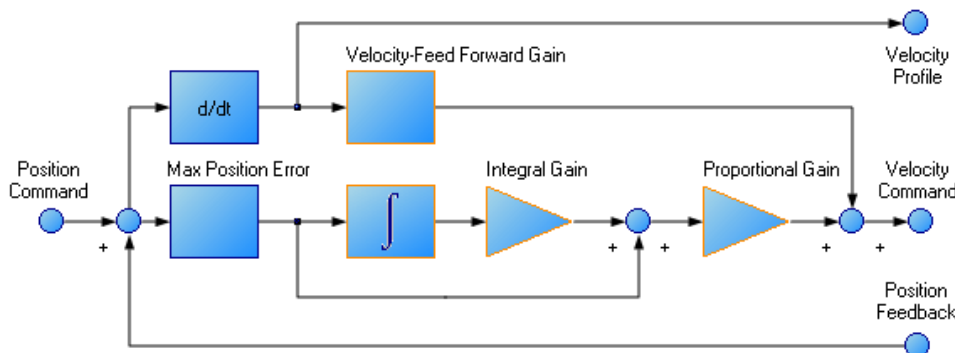 Velocity-Feed Forward Gain
Velocity
Profile
d/dt
Position
Command
Max Position Error
Integral Gain
Proportional Gain
Velocity
Command
∫
+
+
+
+
+
Position
Feedback